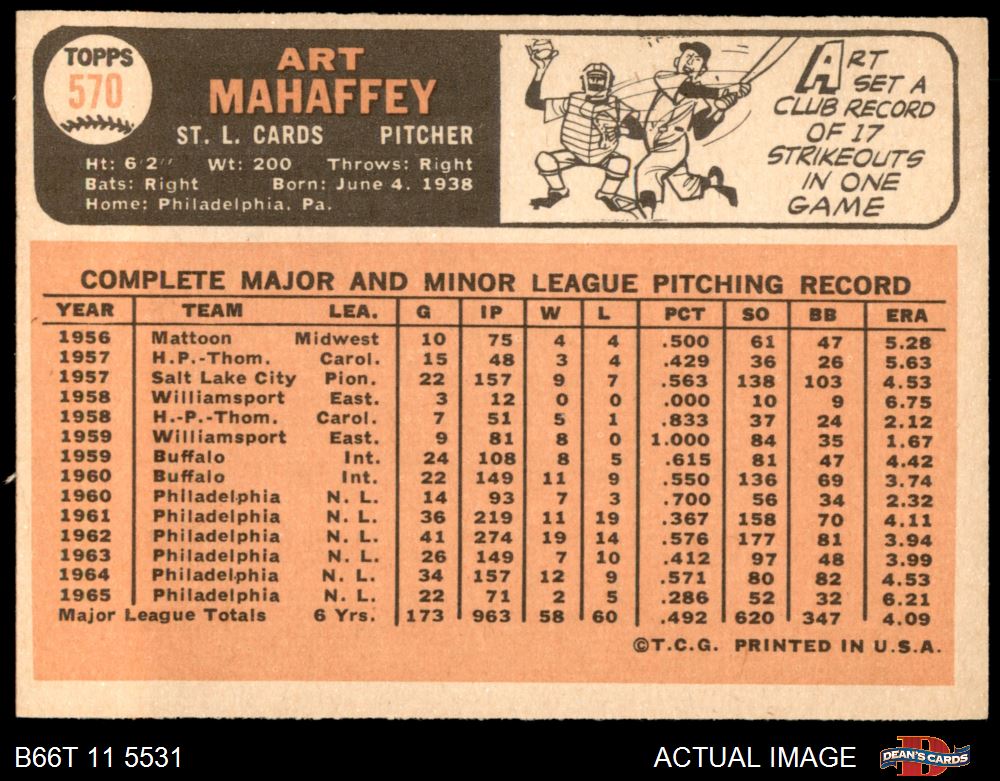 TOPPS
570
ART
MAHAFFEY
ST. L. CARDS PITCHER
Ht: 6'2" Wt: 200 Throws: Right
Bats: Right Born: June 4, 1938
Home: Philadelphia, Pa.
ART
SET A
CLUB RECORD
OF 17
STRIKEOUTS
IN ONE
GAME
COMPLETE MAJOR AND MINOR LEAGUE PITCHING RECORD
YEAR TEAM LEA. G IP W L PCT SO BB ERA
1956 Mattoon Midwest 10 75 4 4 .500 61 47 5.28
1957 H.P.-Thom. Carol. 15 48 3 4 .429 36 26 5.63
1957 Salt Lake City Pion. 22 157 9 7 .563 138 103 4.53
1958 Williamsport East. 3 12 0 0 .000 10 9 6.75
1958 H.-P.-Thom. Carol. 7 51 5 1 .833 37 24 2.12
1959 Williamsport East. 9 81 8 0 1.000 84 35 1.67
1959 Buffalo Int. 24 108 8 5 .615 81 47 4.42
1960 Buffalo Int. 22 149 11 9 .550 136 69 3.74
1960 Philadelphia N. L. 14 93 7 3 .700 56 34 2.32
1961 Philadelphia N. L. 36 219 11 19 .367 158 70 4.11
1962 Philadelphia N. L. 41 274 19 14 .576 177 81 3.94
1963 Philadelphia N. L. 26 149 7 10 .412 97 48 3.99
1964 Philadelphia N. L. 34 157 12 9 .571 80 82 4.53
1965 Philadelphia N. L. 22 71 2 5 .286 52 32 6.21
Major League Totals 6 Yrs. 173 963 58 60 .492 620 347 4.09
©T.C.G. PRINTED IN U.S.A.
B66T 11 5531 ACTUAL IMAGE DEAN'S CARDS